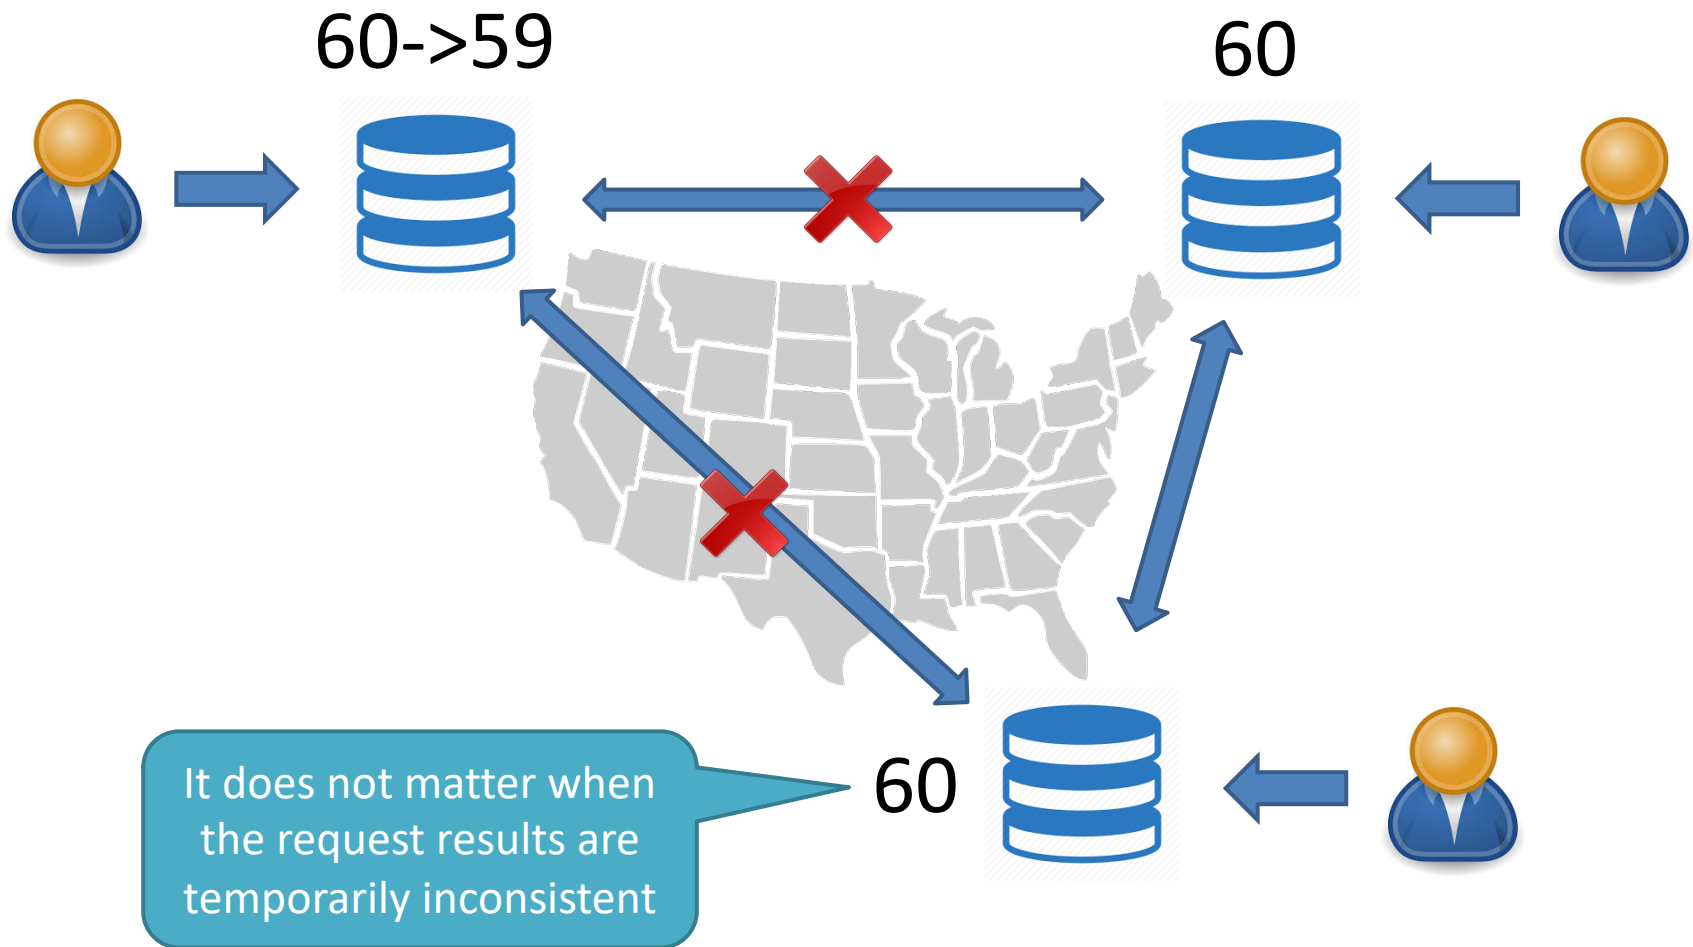 60->59
60
It does not matter when
the request results are
temporarily inconsistent
60